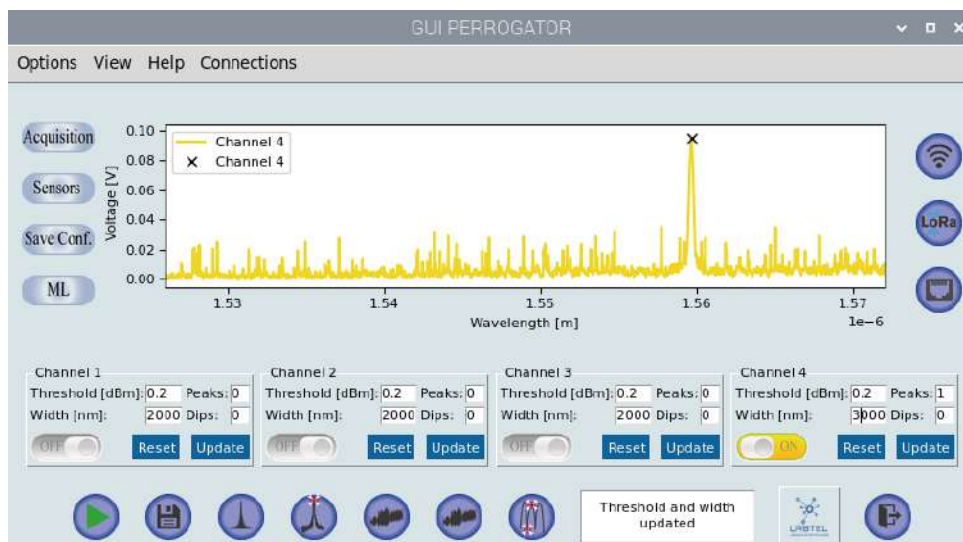 GUI PERROGATOR
Options View Help Connections
Acquisition
Sensors
Save Conf.
ML
Voltage [V]
0.10
0.08
0.06
0.04
0.02
0.00
Channel 4
Channel 4
1.53 1.54 1.55 1.56 1.57
Wavelength [m]
1e−6
LoRa
Channel 1
Threshold [dBm]: 0.2 Peaks: 0
Width [nm]: 2000 Dips: 0
OFF Reset Update
Channel 2
Threshold [dBm]: 0.2 Peaks: 0
Width [nm]: 2000 Dips: 0
OFF Reset Update
Channel 3
Threshold [dBm]: 0.2 Peaks: 0
Width [nm]: 2000 Dips: 0
OFF Reset Update
Channel 4
Threshold [dBm]: 0.2 Peaks: 1
Width [nm]: 3000 Dips: 0
ON Reset Update
Threshold and width
updated
LABTEL